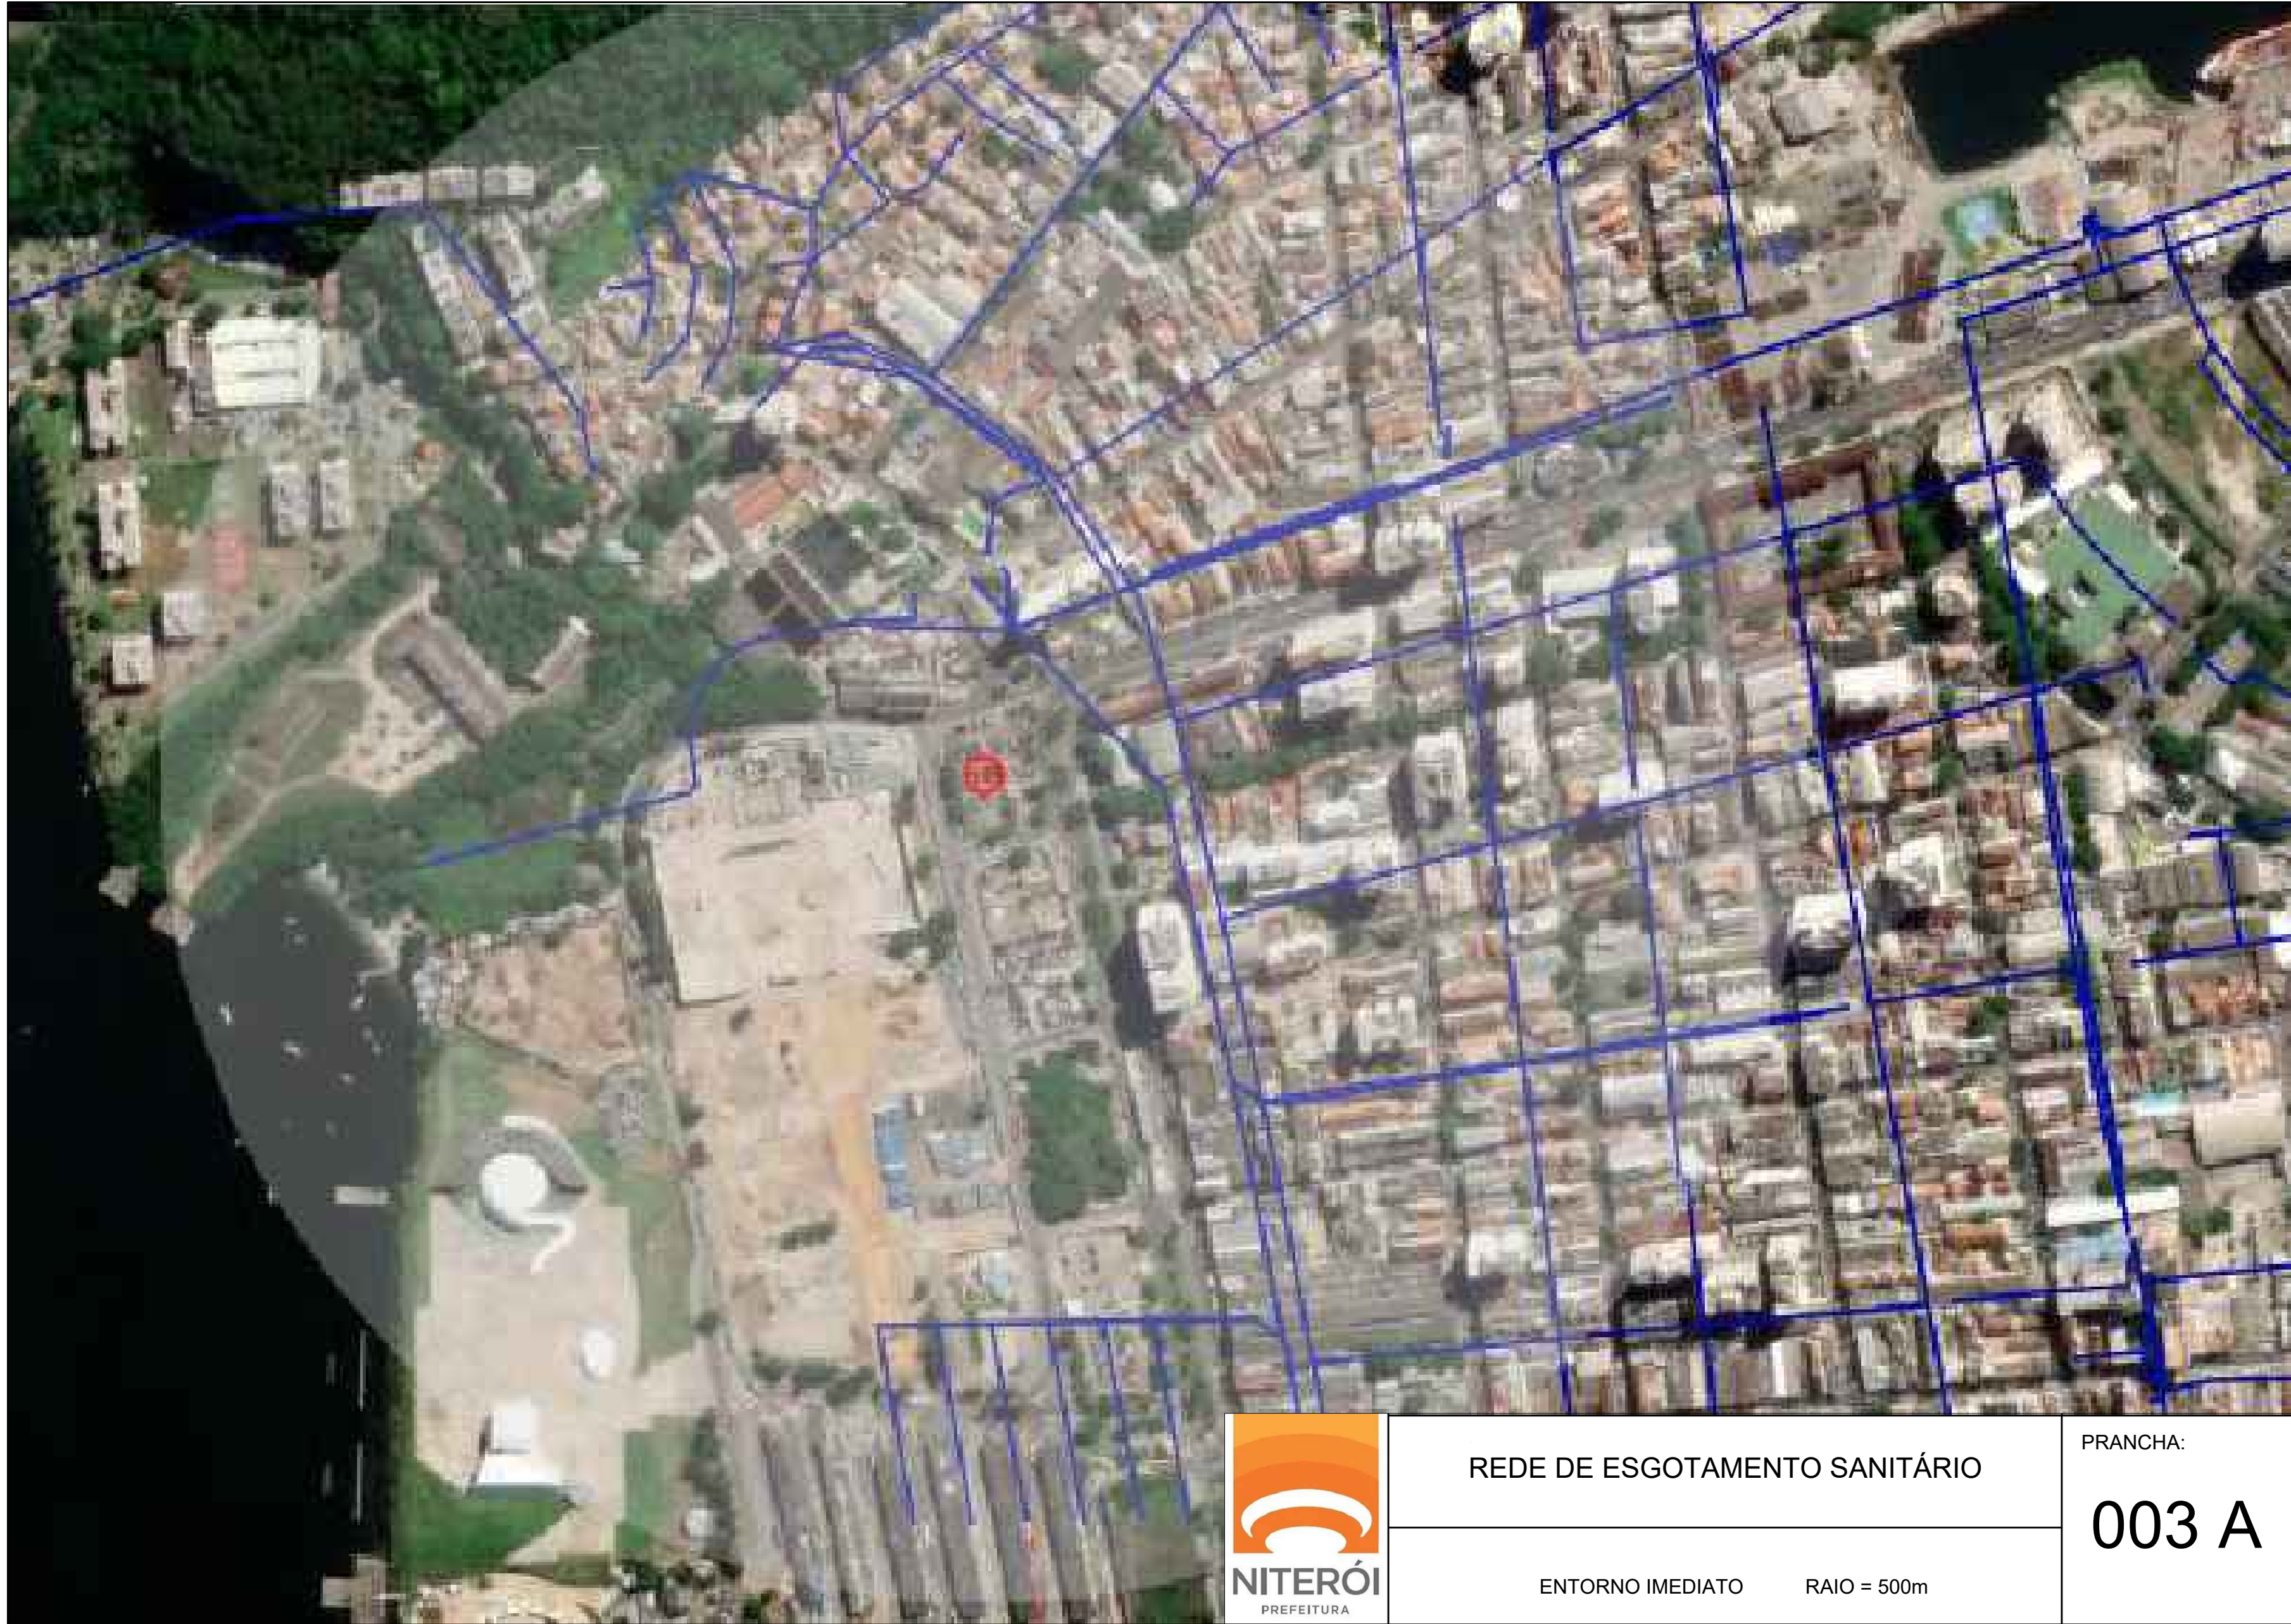 NITERÓI
PREFEITURA
REDE DE ESGOTAMENTO SANITÁRIO
ENTORNO IMEDIATO RAIO = 500m
PRANCHA:
003 A